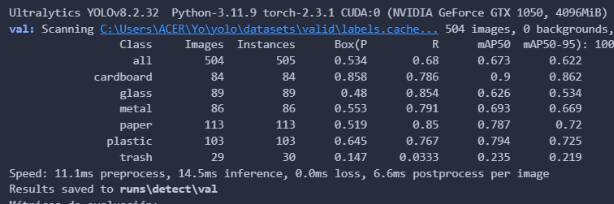 Ultralytics YOLOv8.2.32 Python-3.11.9 torch-2.3.1 CUDA:0 (NVIDIA GeForce GTX 1050, 4096MiB)
val: Scanning C:\Users\ACER\Yo\yolo\datasets\valid\labels.cache... 504 images, 0 backgrounds,
Class Images Instances Box(P R mAP50 mAP50-95): 100
all 504 505 0.534 0.68 0.673 0.622
cardboard 84 84 0.858 0.786 0.9 0.862
glass 89 89 0.48 0.854 0.626 0.534
metal 86 86 0.553 0.791 0.693 0.669
paper 113 113 0.519 0.85 0.787 0.72
plastic 103 103 0.645 0.767 0.794 0.725
trash 29 30 0.147 0.0333 0.235 0.219
Speed: 11.1ms preprocess, 14.5ms inference, 0.0ms loss, 6.6ms postprocess per image
Results saved to runs\detect\val
Métricas de evaluación: